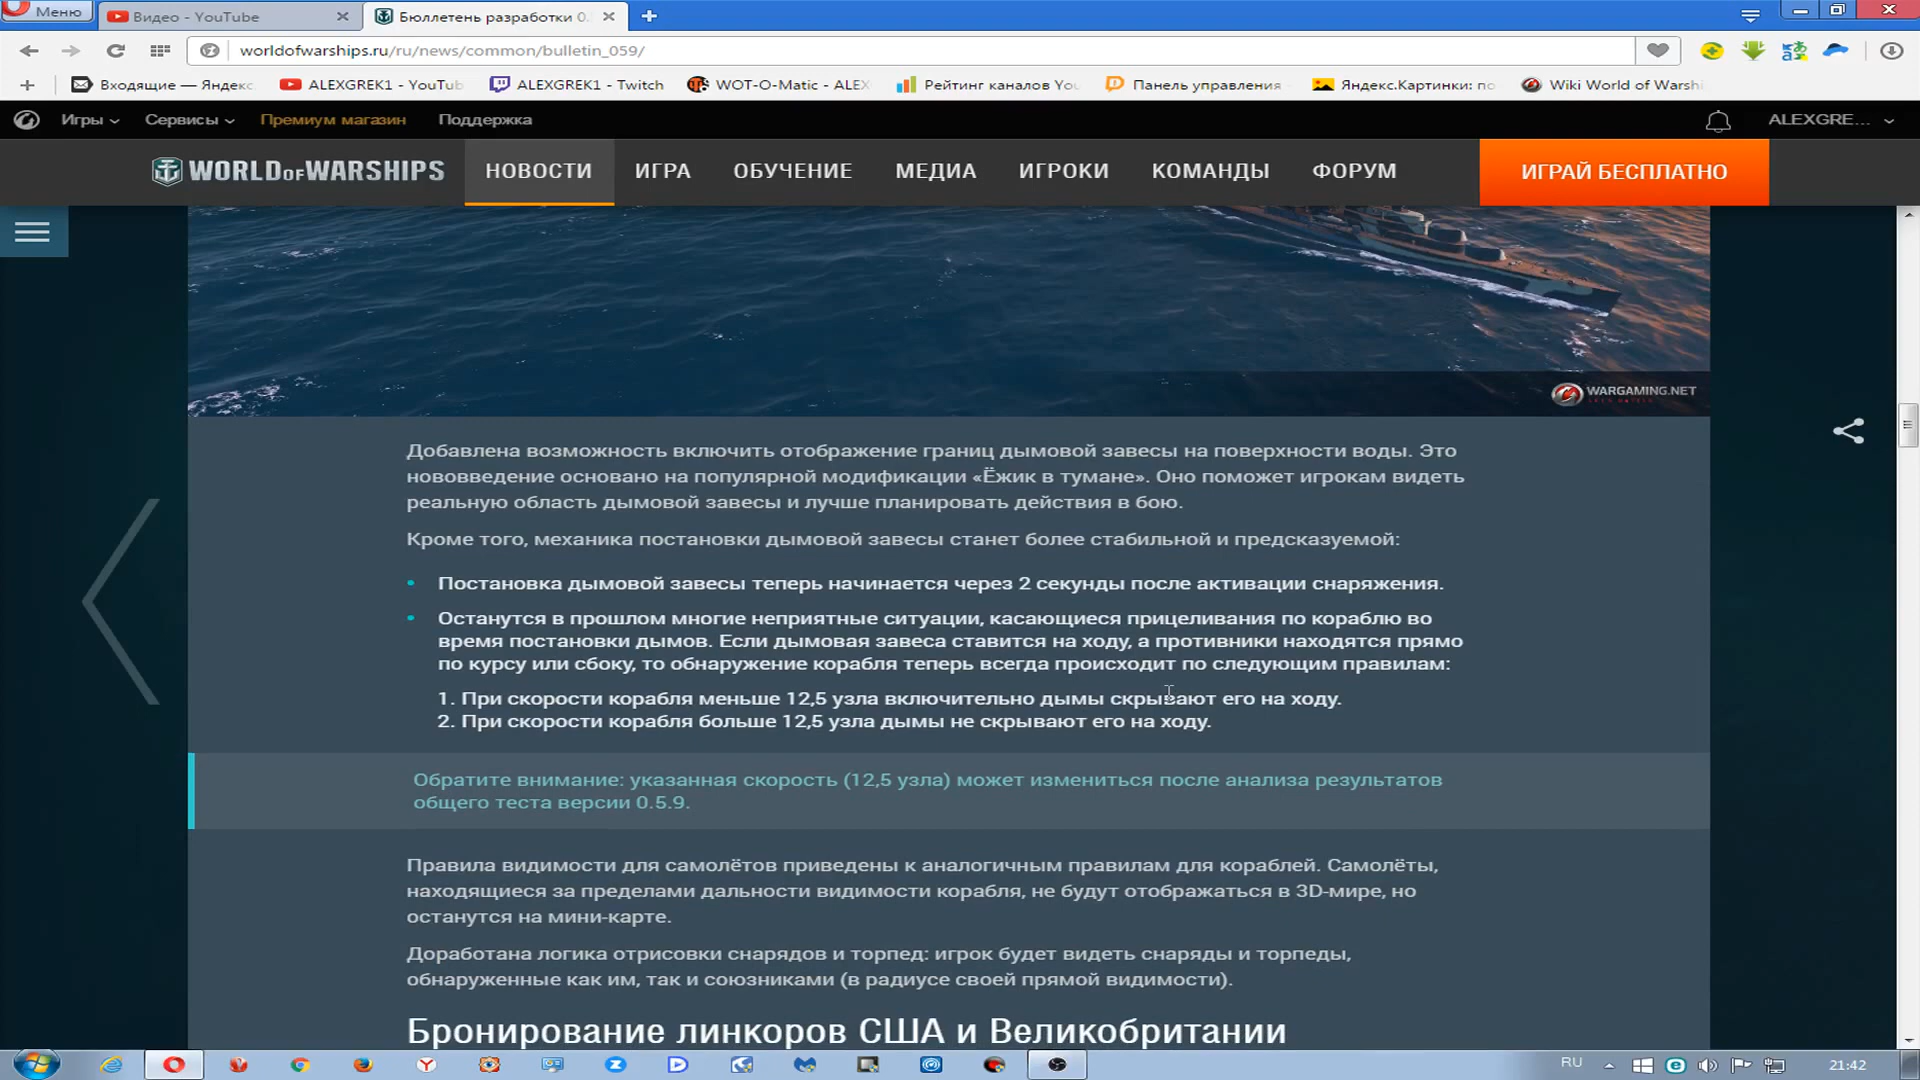 Меню
Видео - YouTube
Бюллетень разработки 0.
worldofwarships.ru/ru/news/common/bulletin_059/
Входящие — Яндекс
ALEXGREK1 - YouTub
ALEXGREK1 - Twitch
WOT-O-Matic - ALEX
Рейтинг каналов You
Панель управления
Яндекс.Картинки: по
Wiki World of Warshi
Игры
Сервисы
Премиум магазин
Поддержка
ALEXGRE...
WORLD OF WARSHIPS
НОВОСТИ
ИГРА
ОБУЧЕНИЕ
МЕДИА
ИГРОКИ
КОМАНДЫ
ФОРУМ
ИГРАЙ БЕСПЛАТНО
WARGAMING.NET
Добавлена возможность включить отображение границ дымовой завесы на поверхности воды. Это
нововведение основано на популярной модификации «Ёжик в тумане». Оно поможет игрокам видеть
реальную область дымовой завесы и лучше планировать действия в бою.
Кроме того, механика постановки дымовой завесы станет более стабильной и предсказуемой:
• Постановка дымовой завесы теперь начинается через 2 секунды после активации снаряжения.
• Останутся в прошлом многие неприятные ситуации, касающиеся прицеливания по кораблю во
время постановки дымов. Если дымовая завеса ставится на ходу, а противники находятся прямо
по курсу или сбоку, то обнаружение корабля теперь всегда происходит по следующим правилам:
1. При скорости корабля меньше 12,5 узла включительно дымы скрывают его на ходу.
2. При скорости корабля больше 12,5 узла дымы не скрывают его на ходу.
Обратите внимание: указанная скорость (12,5 узла) может измениться после анализа результатов
общего теста версии 0.5.9.
Правила видимости для самолётов приведены к аналогичным правилам для кораблей. Самолёты,
находящиеся за пределами дальности видимости корабля, не будут отображаться в 3D-мире, но
останутся на мини-карте.
Доработана логика отрисовки снарядов и торпед: игрок будет видеть снаряды и торпеды,
обнаруженные как им, так и союзниками (в радиусе своей прямой видимости).
Бронирование линкоров США и Великобритании
RU
21:42